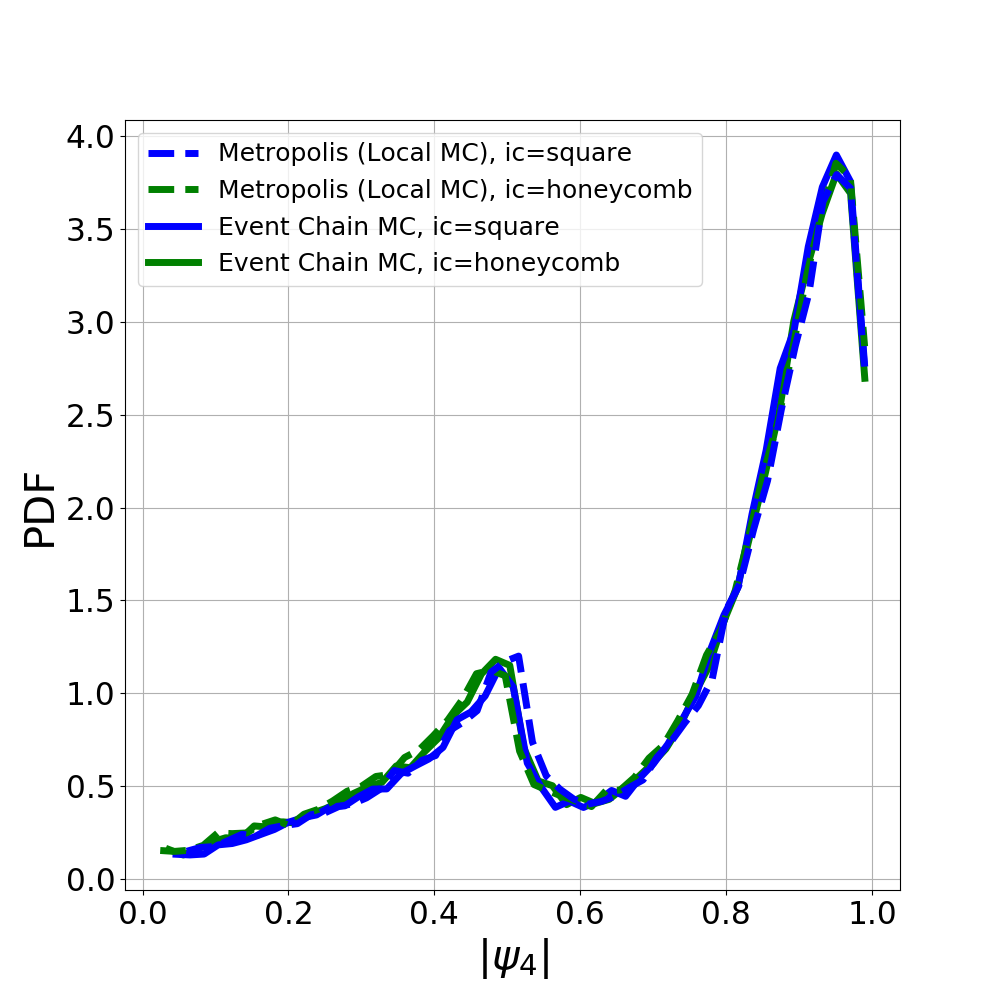 Metropolis (Local MC), ic=square
Metropolis (Local MC), ic=honeycomb
Event Chain MC, ic=square
Event Chain MC, ic=honeycomb
4.0
3.5
3.0
2.5
2.0
1.5
1.0
0.5
0.0
PDF
0.0 0.2 0.4 0.6 0.8 1.0
|ψ₄|